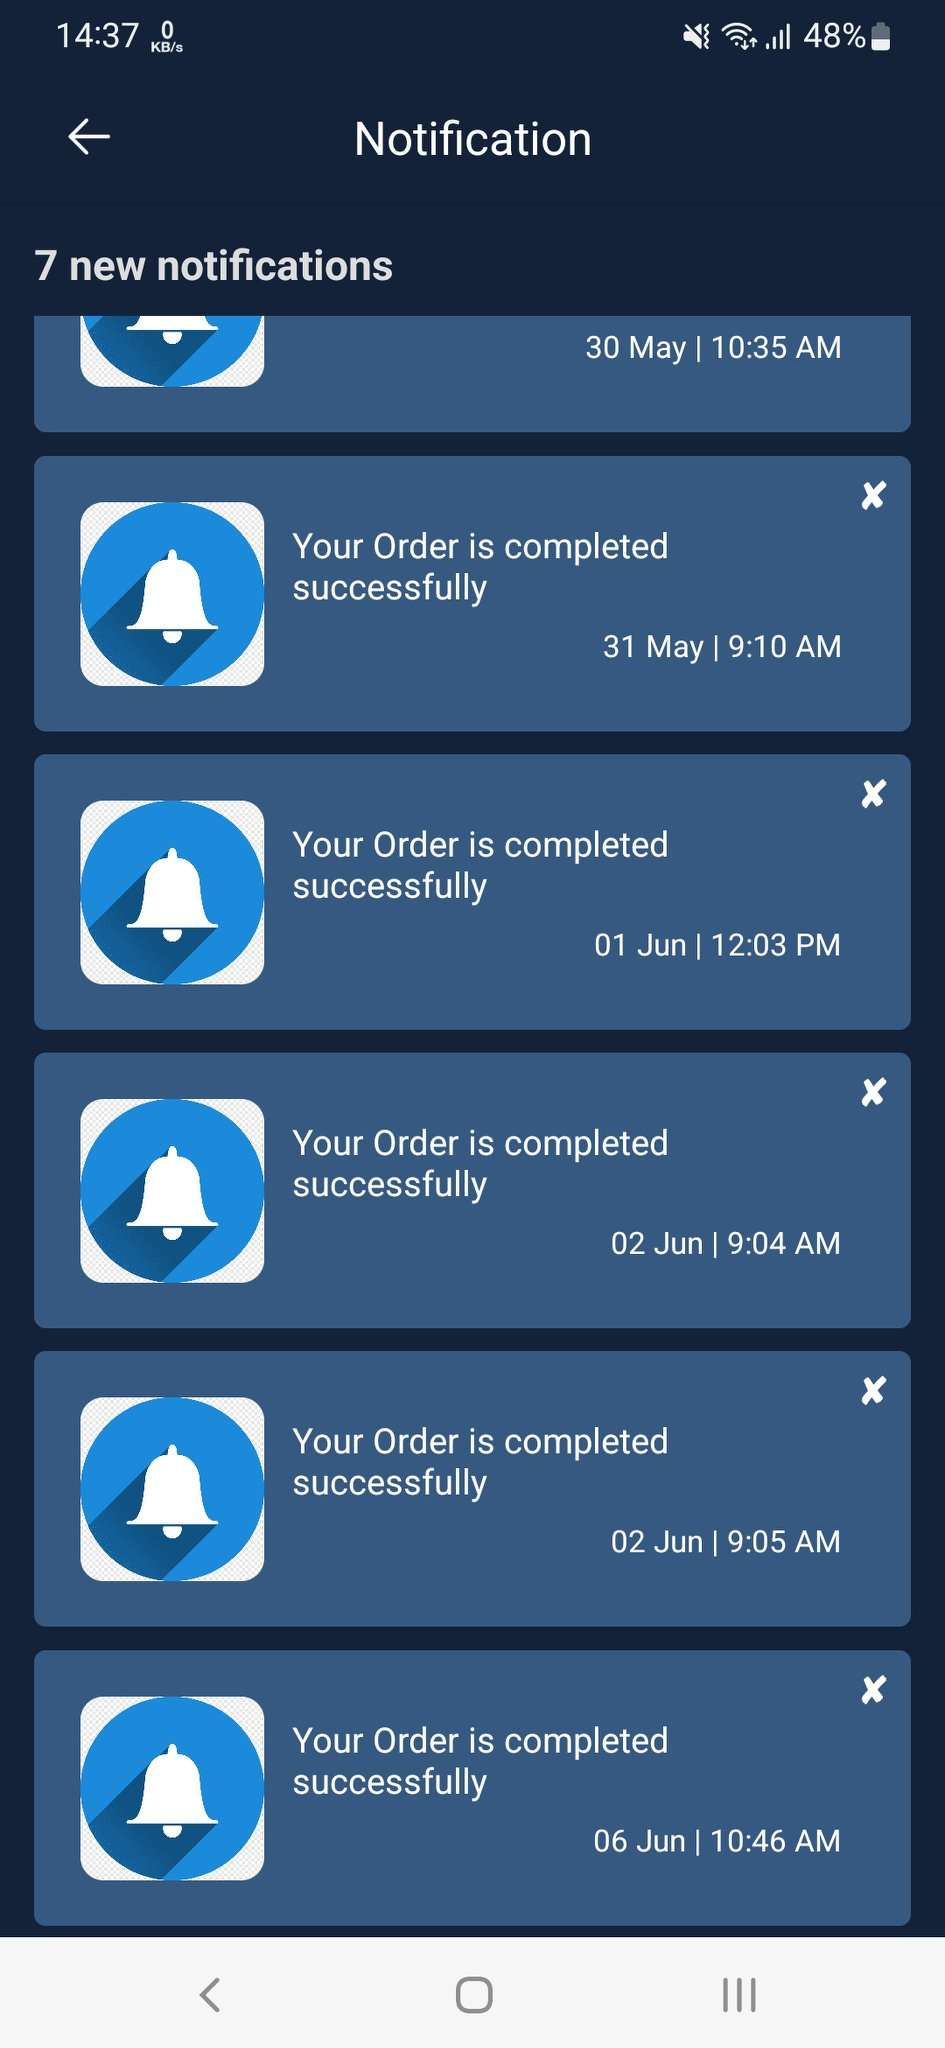 14:37 0 KB/s 48%
Notification
7 new notifications
30 May | 10:35 AM
Your Order is completed
successfully
31 May | 9:10 AM
Your Order is completed
successfully
01 Jun | 12:03 PM
Your Order is completed
successfully
02 Jun | 9:04 AM
Your Order is completed
successfully
02 Jun | 9:05 AM
Your Order is completed
successfully
06 Jun | 10:46 AM